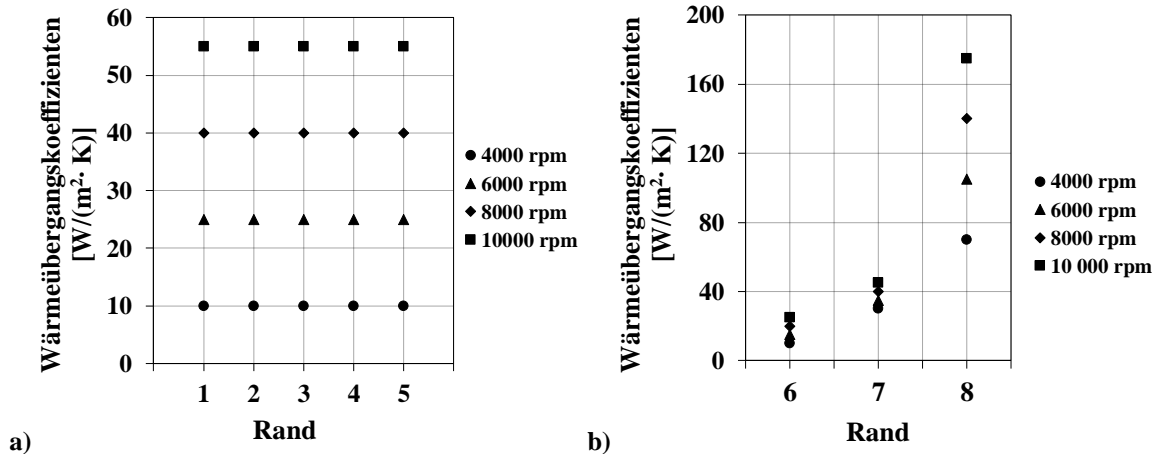 Wärmeübergangskoeffizienten
[W/(m²· K)]
60
50
40
30
20
10
0
1 2 3 4 5
Rand
4000 rpm
6000 rpm
8000 rpm
10000 rpm
a)
Wärmeübergangskoeffizienten
[W/(m²· K)]
200
160
120
80
40
0
6 7 8
Rand
4000 rpm
6000 rpm
8000 rpm
10 000 rpm
b)